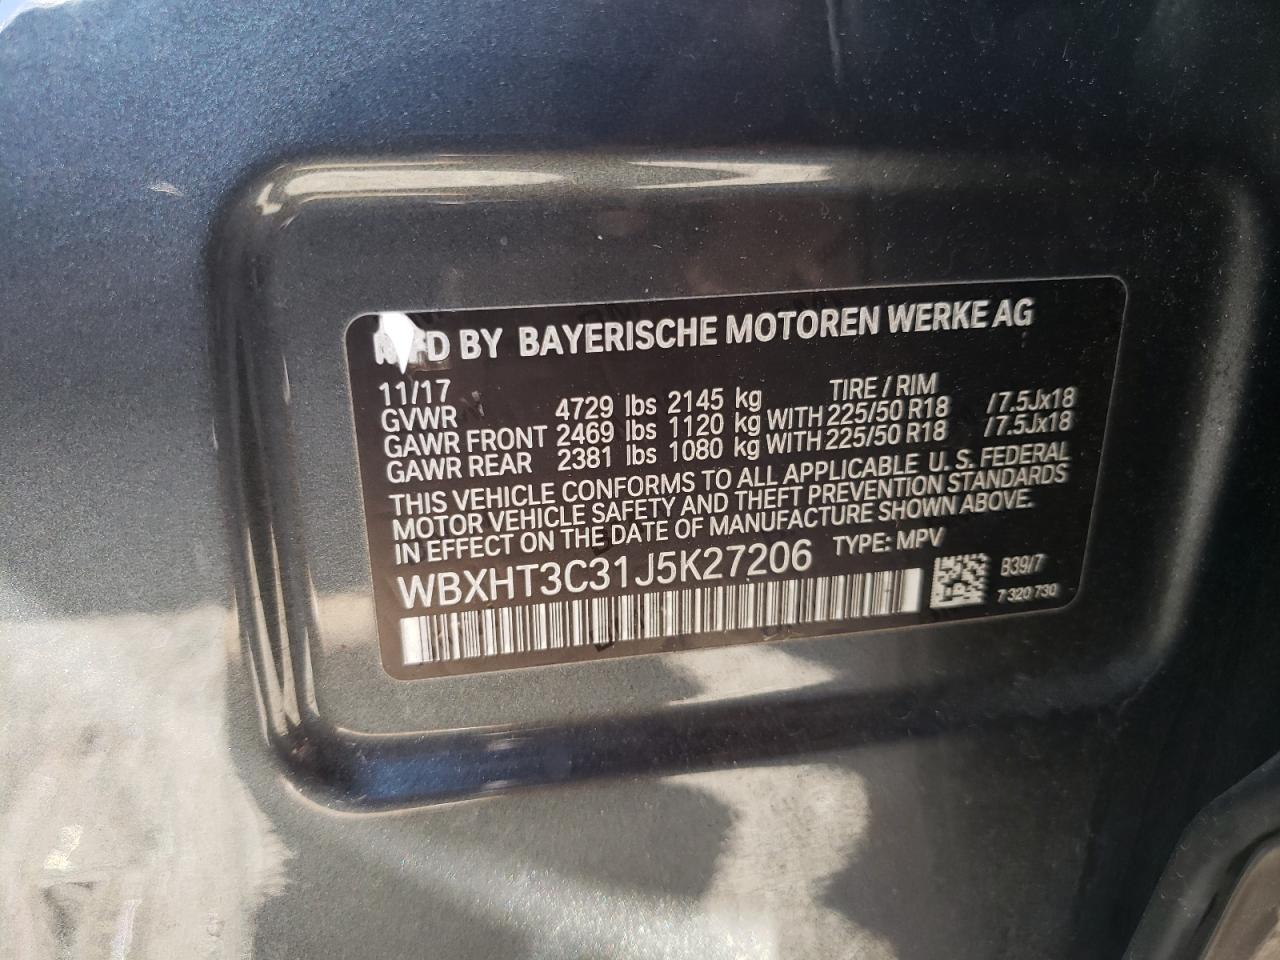 MFD BY BAYERISCHE MOTOREN WERKE AG
11/17 TIRE / RIM
GVWR 4729 lbs 2145 kg
GAWR FRONT 2469 lbs 1120 kg WITH 225/50 R18 /7.5Jx18
GAWR REAR 2381 lbs 1080 kg WITH 225/50 R18 /7.5Jx18
THIS VEHICLE CONFORMS TO ALL APPLICABLE U.S. FEDERAL
MOTOR VEHICLE SAFETY AND THEFT PREVENTION STANDARDS
IN EFFECT ON THE DATE OF MANUFACTURE SHOWN ABOVE.
WBXHT3C31J5K27206 TYPE: MPV
B39/7
7 320 730